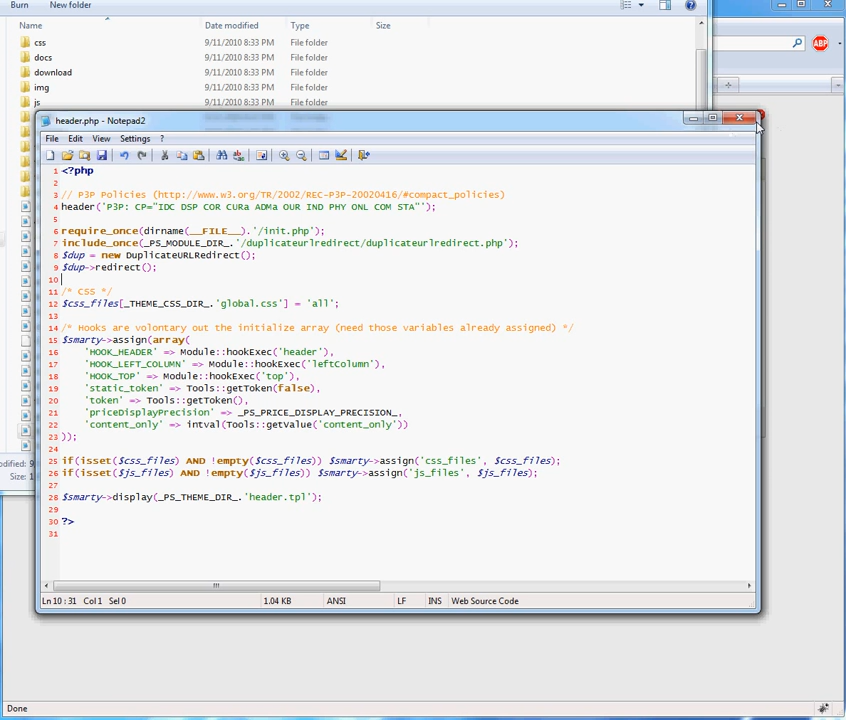 Burn New folder
Name Date modified Type Size
css 9/11/2010 8:33 PM File folder
docs 9/11/2010 8:33 PM File folder
download 9/11/2010 8:33 PM File folder
img 9/11/2010 8:33 PM File folder
js 9/11/2010 8:33 PM File folder
ABP
header.php - Notepad2
File Edit View Settings ?
1 <?php
2
3 // P3P Policies (http://www.w3.org/TR/2002/REC-P3P-20020416/#compact_policies)
4 header('P3P: CP="IDC DSP COR CURa ADMa OUR IND PHY ONL COM STA"');
5
6 require_once(dirname(__FILE__).'/init.php');
7 include_once(_PS_MODULE_DIR_.'/duplicateurlredirect/duplicateurlredirect.php');
8 $dup = new DuplicateURLRedirect();
9 $dup->redirect();
10
11 /* CSS */
12 $css_files[_THEME_CSS_DIR_.'global.css'] = 'all';
13
14 /* Hooks are volontary out the initialize array (need those variables already assigned) */
15 $smarty->assign(array(
16 'HOOK_HEADER' => Module::hookExec('header'),
17 'HOOK_LEFT_COLUMN' => Module::hookExec('leftColumn'),
18 'HOOK_TOP' => Module::hookExec('top'),
19 'static_token' => Tools::getToken(false),
20 'token' => Tools::getToken(),
21 'priceDisplayPrecision' => _PS_PRICE_DISPLAY_PRECISION_,
22 'content_only' => intval(Tools::getValue('content_only'))
23 ));
24
25 if(isset($css_files) AND !empty($css_files)) $smarty->assign('css_files', $css_files);
26 if(isset($js_files) AND !empty($js_files)) $smarty->assign('js_files', $js_files);
27
28 $smarty->display(_PS_THEME_DIR_.'header.tpl');
29
30 ?>
31
Ln 10 : 31 Col 1 Sel 0 1.04 KB ANSI LF INS Web Source Code
Done